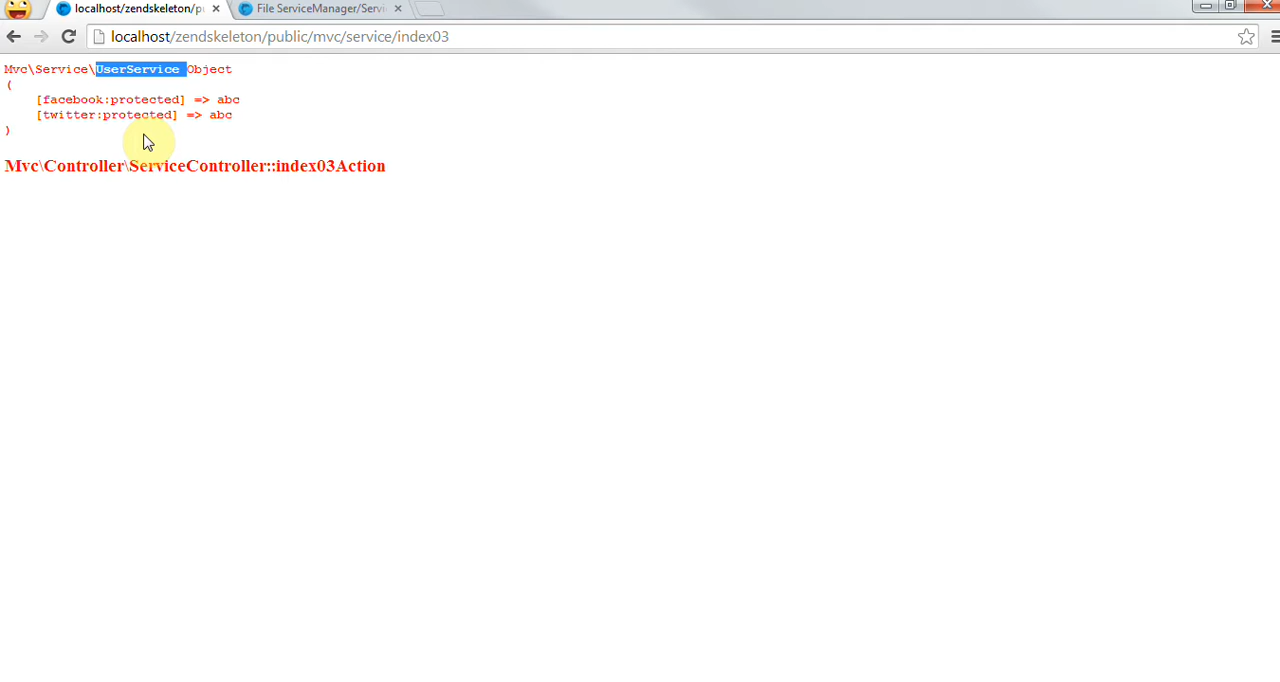 localhost/zendskeleton/pu
File ServiceManager/Servi
localhost/zendskeleton/public/mvc/service/index03
Mvc\Service\UserService Object
(
[facebook:protected] => abc
[twitter:protected] => abc
)
Mvc\Controller\ServiceController::index03Action